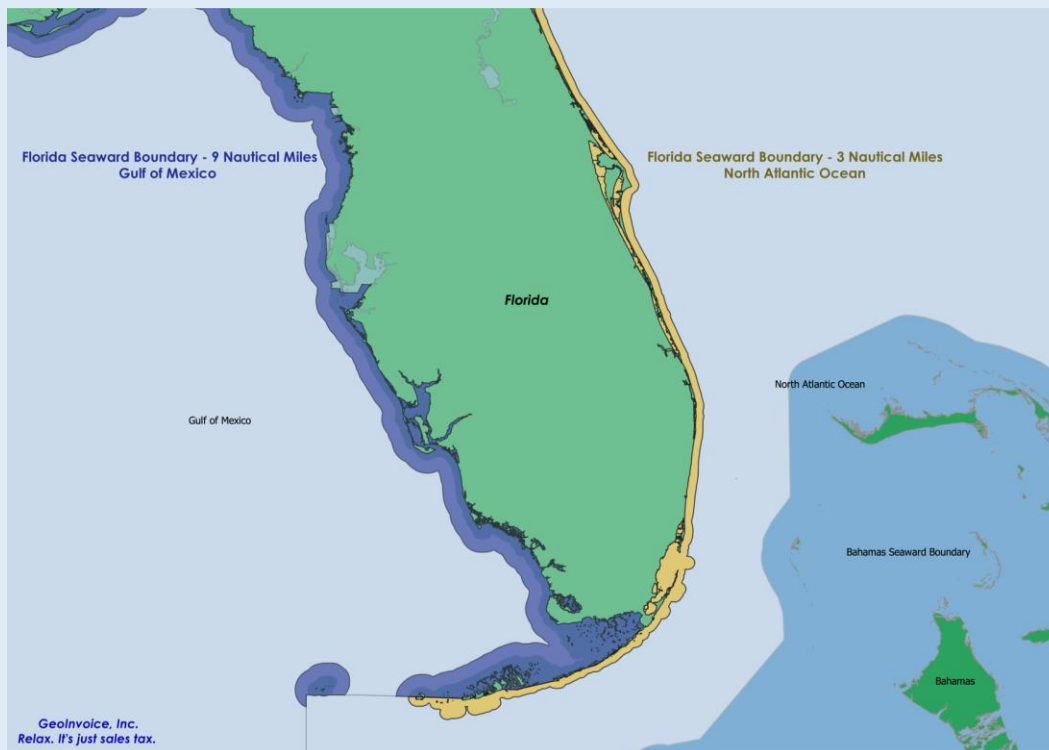 Florida Seaward Boundary - 9 Nautical Miles
Gulf of Mexico
Florida Seaward Boundary - 3 Nautical Miles
North Atlantic Ocean
Florida
North Atlantic Ocean
Gulf of Mexico
Bahamas Seaward Boundary
Bahamas
GeoInvoice, Inc.
Relax. It's just sales tax.